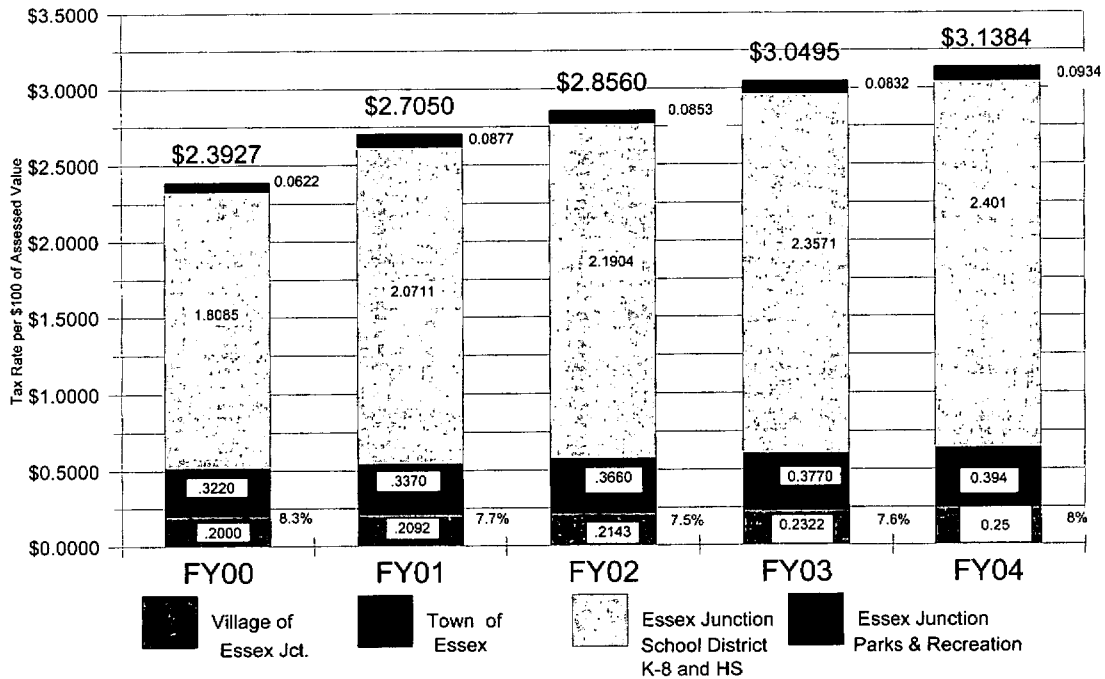 $3.5000
$3.0000
$2.5000
$2.0000
$1.5000
$1.0000
$0.5000
$0.0000
Tax Rate per $100 of Assessed Value
$2.3927
0.0622
1.8085
.3220
.2000
8.3%
$2.7050
0.0877
2.0711
.3370
.2092
7.7%
$2.8560
0.0853
2.1904
.3660
.2143
7.5%
$3.0495
0.0832
2.3571
0.3770
0.2322
7.6%
$3.1384
0.0934
2.401
0.394
0.25
8%
FY00
FY01
FY02
FY03
FY04
Village of
Essex Jct.
Town of
Essex
Essex Junction
School District
K-8 and HS
Essex Junction
Parks & Recreation